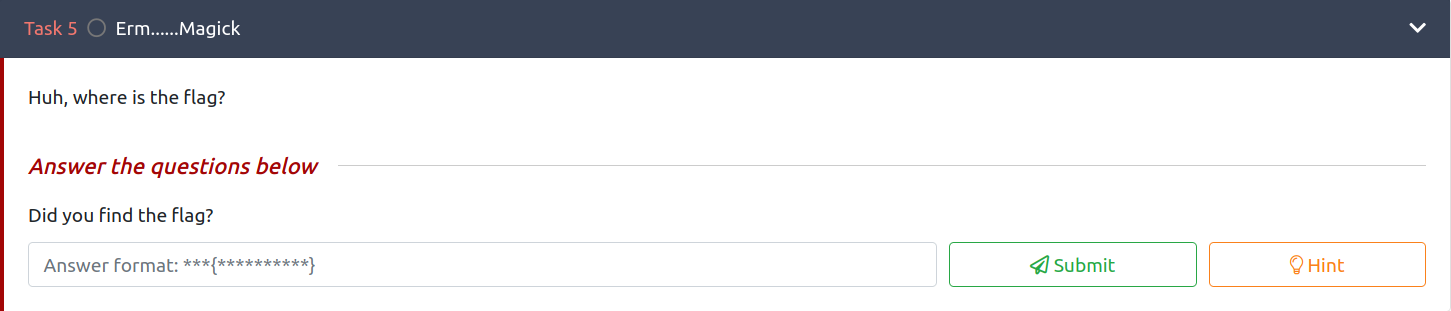 Task 5 Erm......Magick
Huh, where is the flag?
Answer the questions below
Did you find the flag?
Answer format: ***{**********}
Submit
Hint